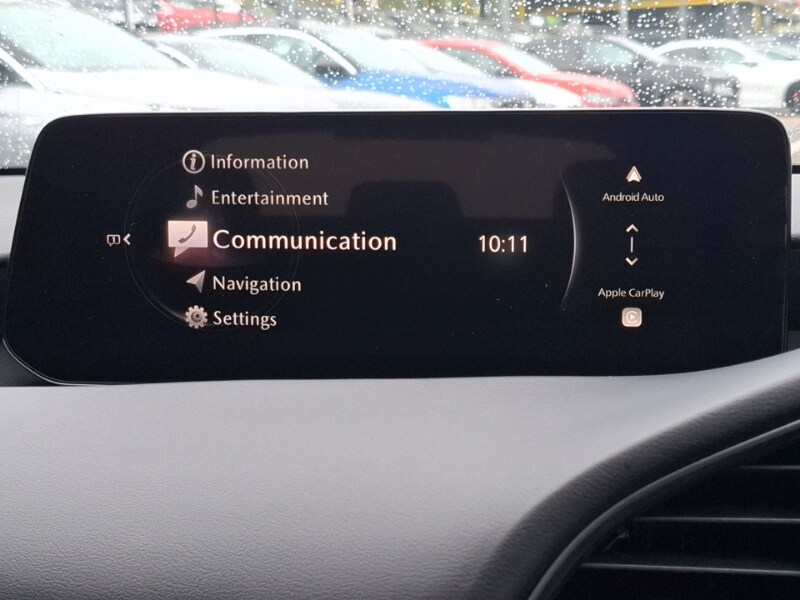 Information
Entertainment
Communication
Navigation
Settings
10:11
Android Auto
Apple CarPlay